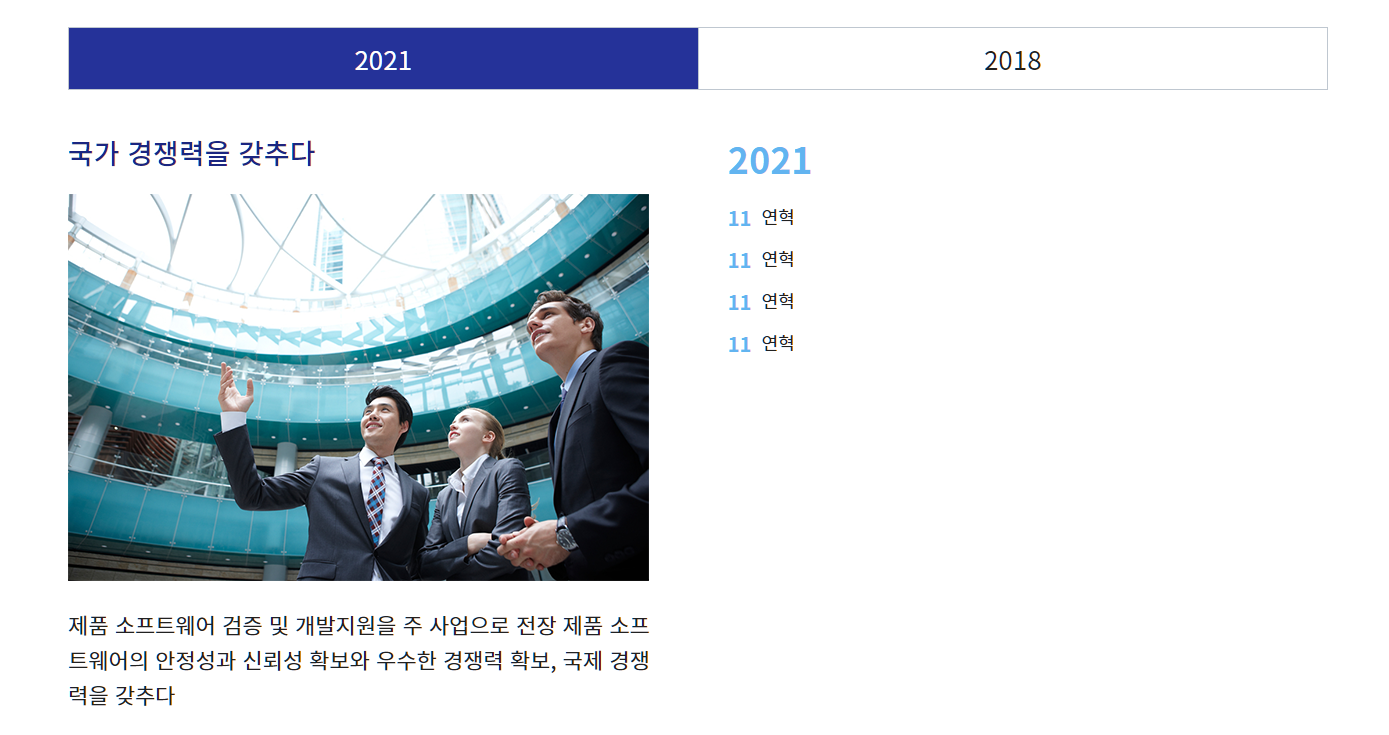 2021
2018
국가 경쟁력을 갖추다
제품 소프트웨어 검증 및 개발지원을 주 사업으로 전장 제품 소프
트웨어의 안정성과 신뢰성 확보와 우수한 경쟁력 확보, 국제 경쟁
력을 갖추다
2021
11 연혁
11 연혁
11 연혁
11 연혁